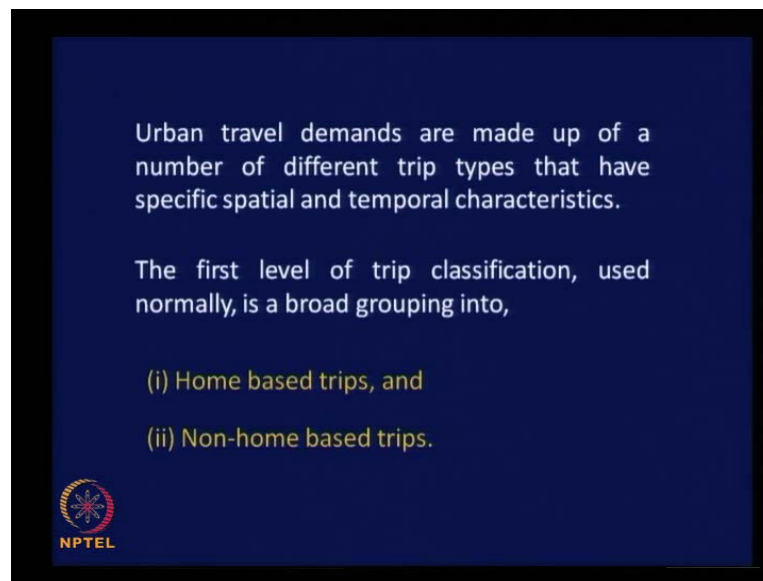 Urban travel demands are made up of a
number of different trip types that have
specific spatial and temporal characteristics.
The first level of trip classification, used
normally, is a broad grouping into,
(i) Home based trips, and
(ii) Non-home based trips.
NPTEL